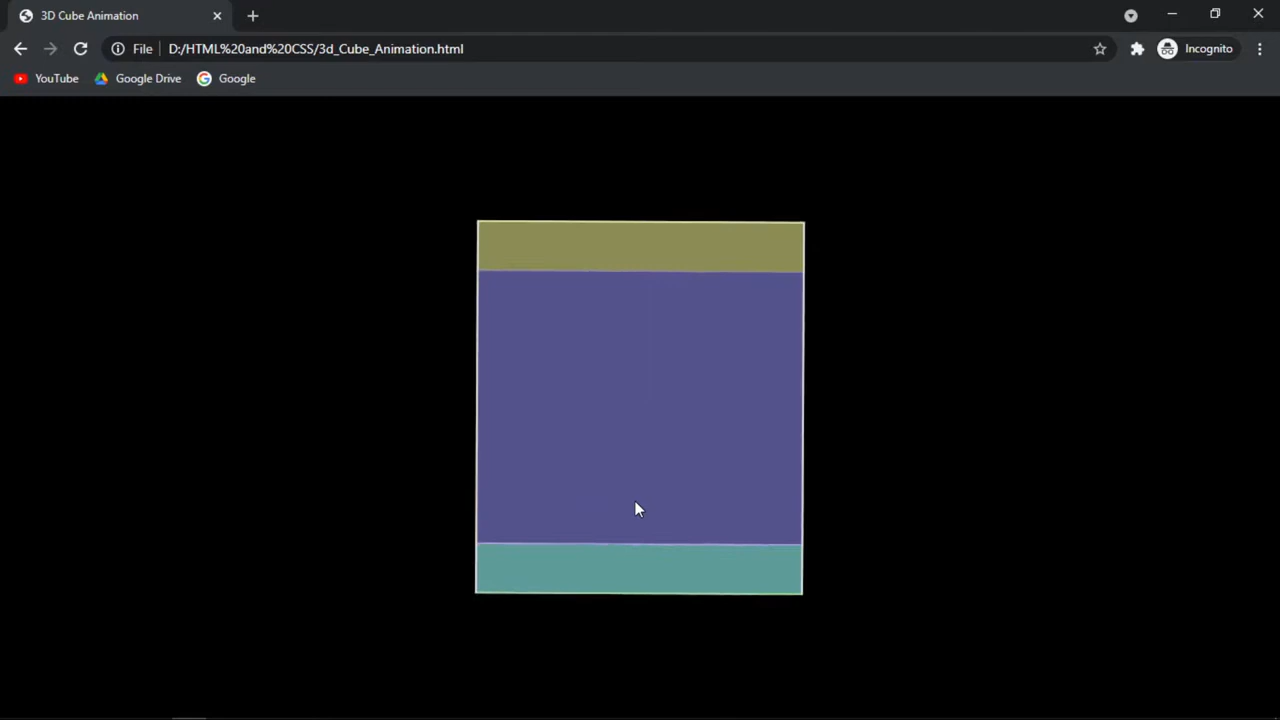 3D Cube Animation
File D:/HTML%20and%20CSS/3d_Cube_Animation.html Incognito
YouTube Google Drive Google